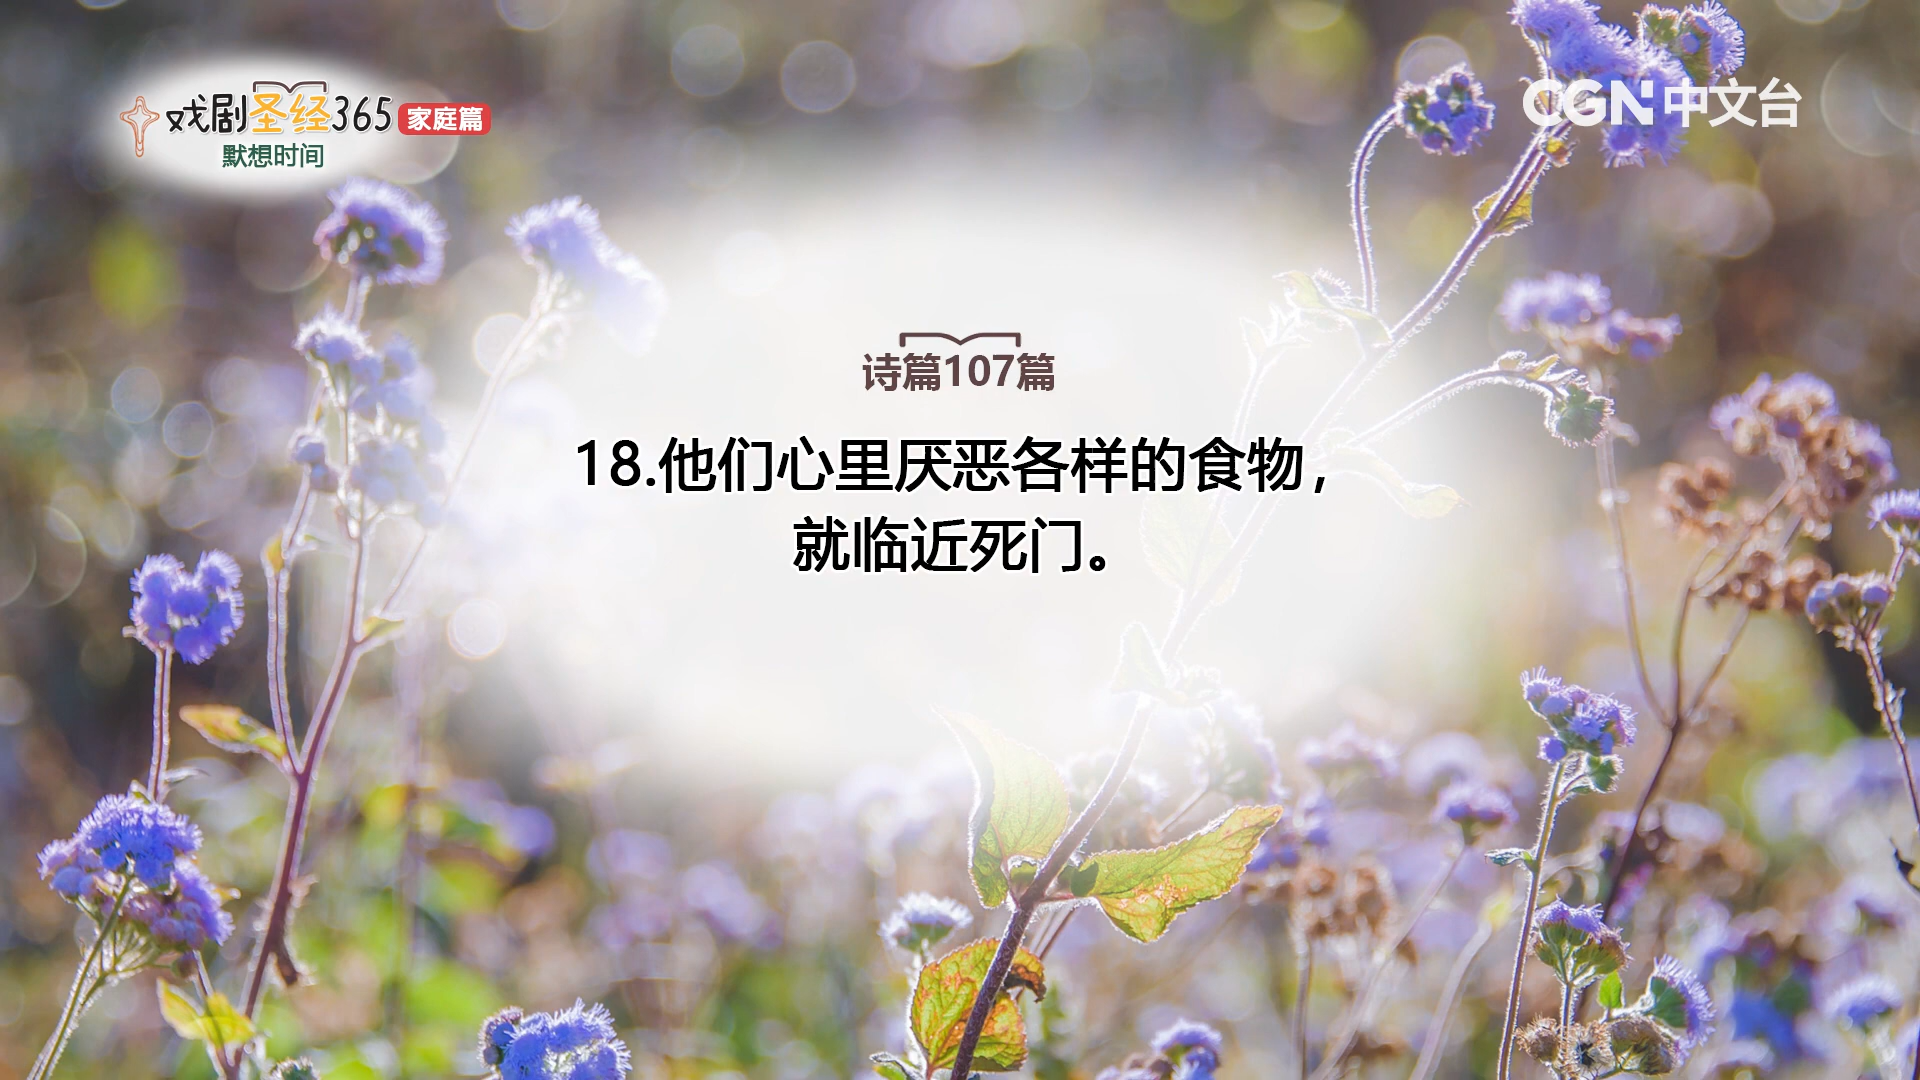 戏剧圣经365 家庭篇
默想时间
CGN中文台
诗篇107篇
18.他们心里厌恶各样的食物，
就临近死门。